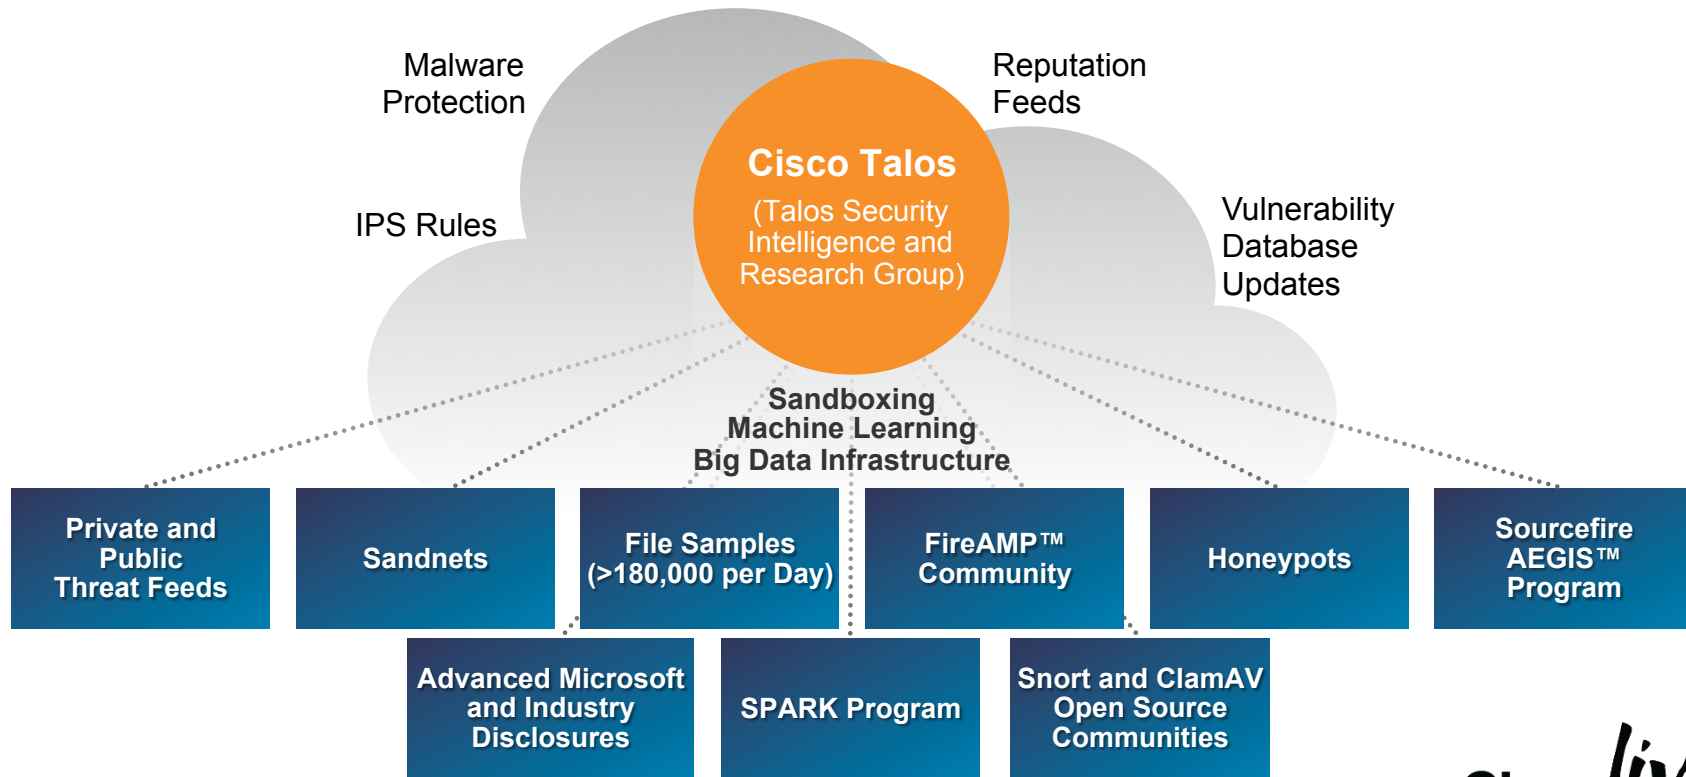 Malware
Protection
Reputation
Feeds
Cisco Talos
(Talos Security
Intelligence and
Research Group)
IPS Rules
Vulnerability
Database
Updates
Sandboxing
Machine Learning
Big Data Infrastructure
Private and
Public
Threat Feeds
Sandnets
File Samples
(>180,000 per Day)
FireAMP™
Community
Honeypots
Sourcefire
AEGIS™
Program
Advanced Microsoft
and Industry
Disclosures
SPARK Program
Snort and ClamAV
Open Source
Communities